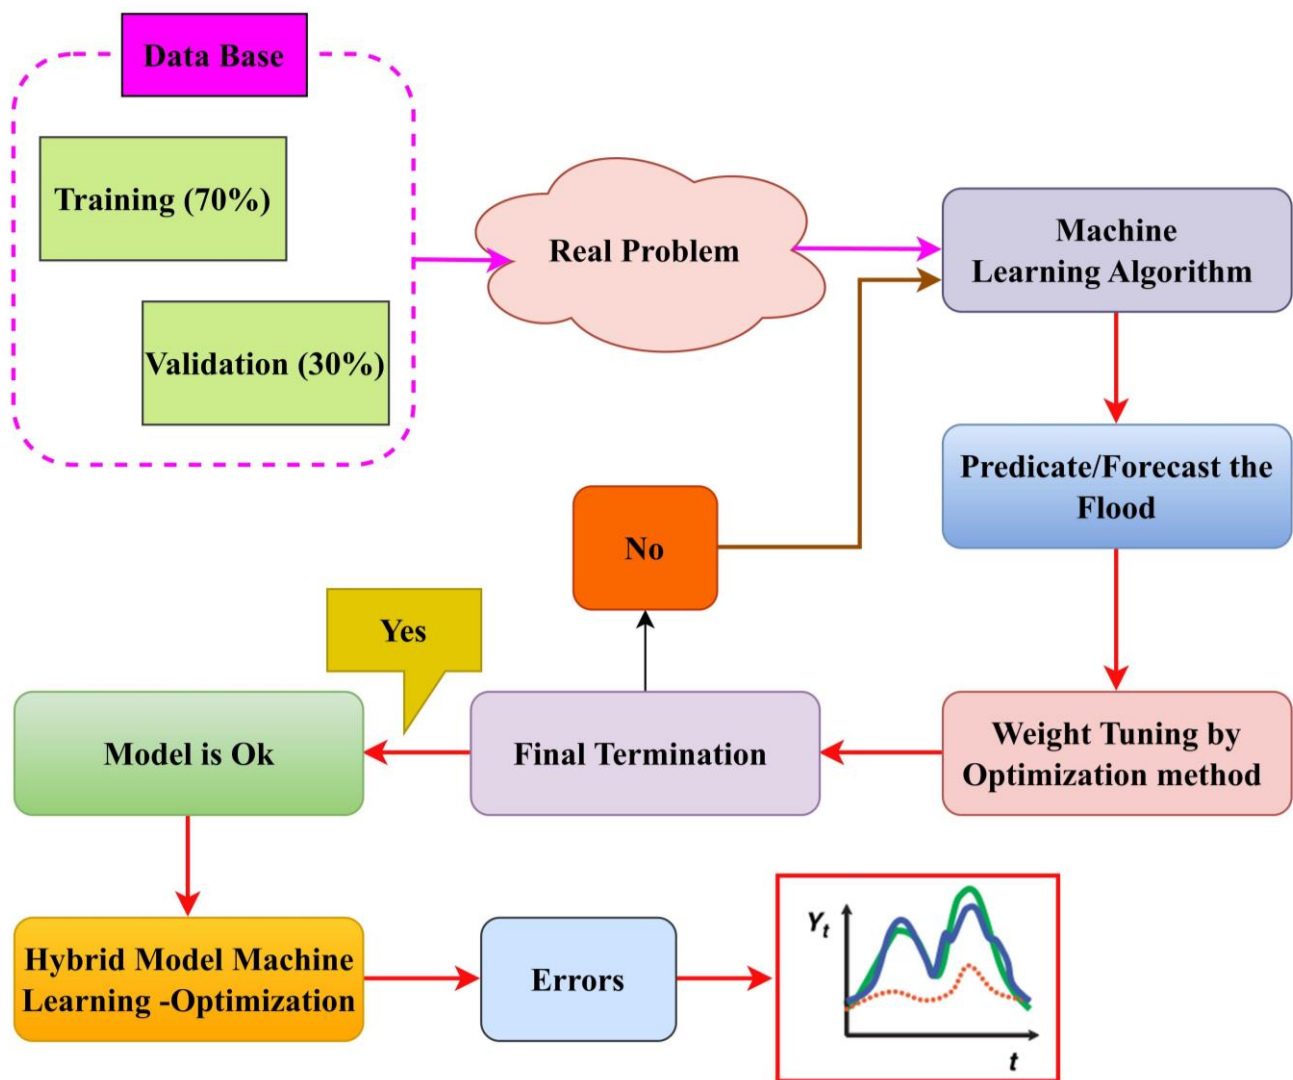 Data Base
Training (70%)
Validation (30%)
Real Problem
Machine
Learning Algorithm
Predicate/Forecast the
Flood
No
Yes
Model is Ok
Final Termination
Weight Tuning by
Optimization method
Hybrid Model Machine
Learning -Optimization
Errors
Yt
t